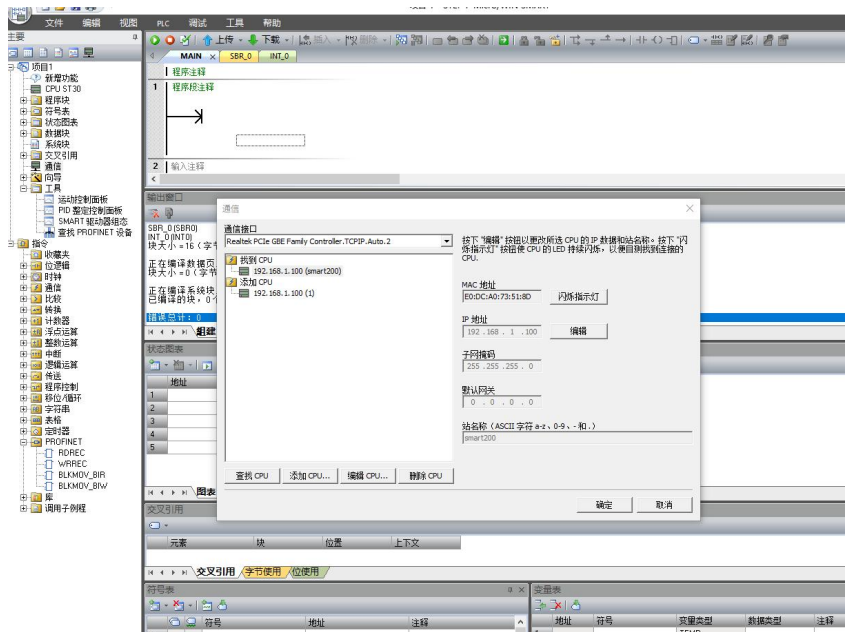 文件 编辑 视图 PLC 调试 工具 帮助
主要
上传 下载 插入 删除
MAIN SBR_0 INT_0
项目1
新增功能
CPU ST30
程序块
符号表
状态图表
数据块
系统块
交叉引用
通信
向导
工具
运动控制面板
PID 整定控制面板
SMART 驱动器组态
查找 PROFINET 设备
指令
收藏夹
位逻辑
时钟
通信
比较
转换
计数器
浮点运算
整数运算
中断
逻辑运算
传送
程序控制
移位/循环
字符串
表格
定时器
PROFINET
RDREC
WRREC
BLKMOV_BIR
BLKMOV_BIW
库
调用子例程
程序注释
1 程序段注释
2 输入注释
输出窗口
SBR_0(SBR0)
INT_0(INT0)
块大小=16（字节
正在编译数据页
块大小=0（字节
正在编译系统块
已编译的块，0个
错误总计：0
组建
状态图表
地址
1
2
3
4
5
图表
通信
通信接口
Realtek PCIe GBE Family Controller.TCPIP.Auto.2
找到 CPU
192.168.1.100 (smart200)
添加 CPU
192.168.1.100 (1)
查找 CPU 添加 CPU... 编辑 CPU... 删除 CPU
按下“编辑”按钮以更改所选 CPU 的 IP 数据和站名称。按下“闪
烁指示灯”按钮使 CPU 的 LED 持续闪烁，以便目测找到连接的
CPU.
MAC 地址
E0:DC:A0:73:51:8D 闪烁指示灯
IP 地址
192 . 168 . 1 . 100 编辑
子网掩码
255 . 255 . 255 . 0
默认网关
0 . 0 . 0 . 0
站名称（ASCII 字符 a-z、0-9、- 和 .）
smart200
确定 取消
交叉引用
元素 块 位置 上下文
交叉引用 字节使用 位使用
符号表
符号 地址 注释
变量表
地址 符号 变量类型 数据类型 注释